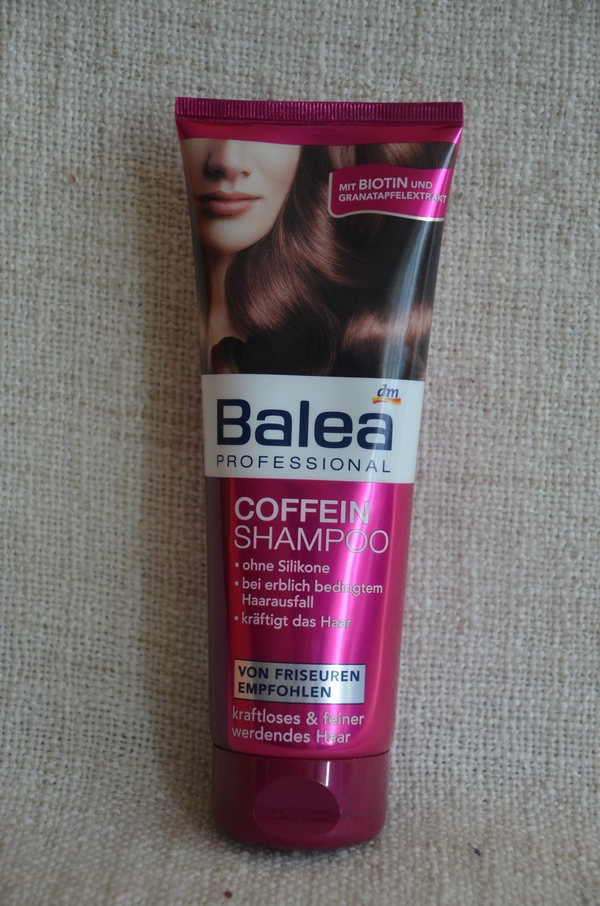 MIT BIOTIN UND
GRANATAPFELEXTRAKT
dm
Balea
PROFESSIONAL
COFFEIN
SHAMPOO
• ohne Silikone
• bei erblich bedingtem
Haarausfall
• kräftigt das Haar
VON FRISEUREN
EMPFOHLEN
kraftloses & feiner
werdendes Haar